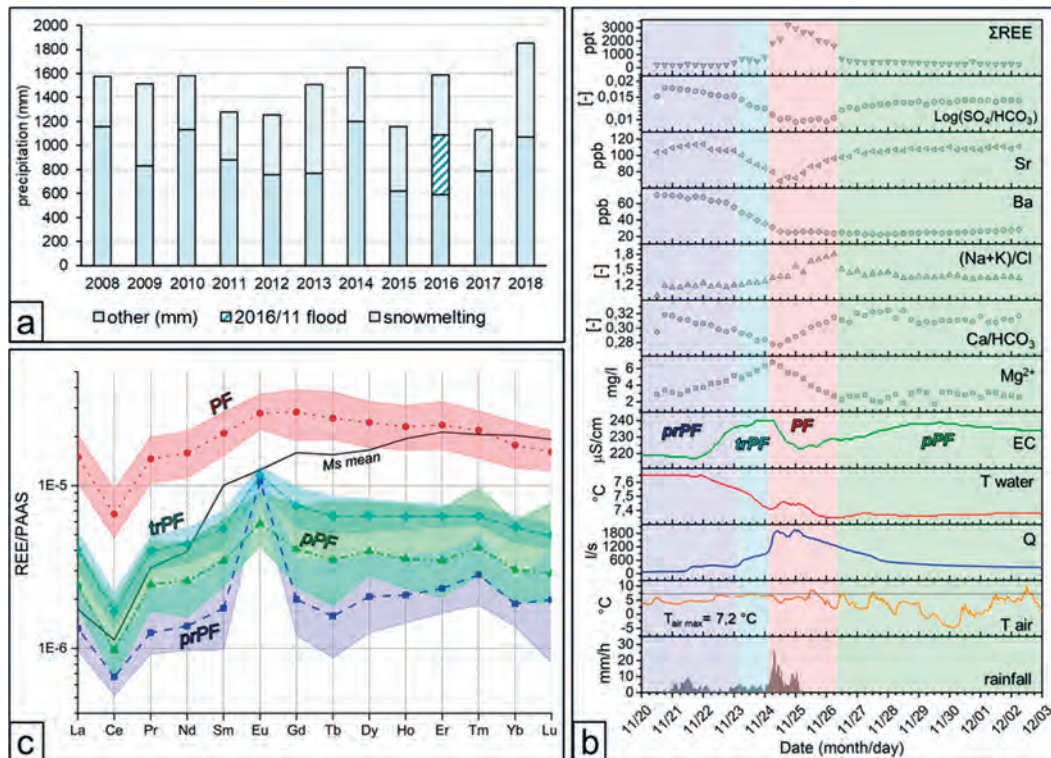 2000
1800
1600
1400
1200
1000
800
600
400
200
0
precipitation (mm)
2008 2009 2010 2011 2012 2013 2014 2015 2016 2017 2018
other (mm) 2016/11 flood snowmelting
a
PF
Ms mean
trPF
pPF
prPF
1E-5
1E-6
REE/PAAS
La Ce Pr Nd Sm Eu Gd Tb Dy Ho Er Tm Yb Lu
c
ppt
3000
2000
1000
0
ΣREE
[-]
0,02
0,015
0,01
Log(SO₄/HCO₃)
ppb
120
100
80
Sr
ppb
80
60
40
20
Ba
[-]
1,8
1,5
1,2
(Na+K)/Cl
[-]
0,32
0,30
0,28
Ca/HCO₃
mg/l
6
4
2
Mg²⁺
µS/cm
240
230
220
prPF trPF PF pPF
EC
°C
7,6
7,4
T water
l/s
1800
1200
600
Q
°C
10
5
0
-5
T air max = 7,2 °C
T air
mm/h
30
20
10
0
rainfall
11/20 11/21 11/22 11/23 11/24 11/25 11/26 11/27 11/28 11/29 11/30 12/01 12/02 12/03
Date (month/day)
b